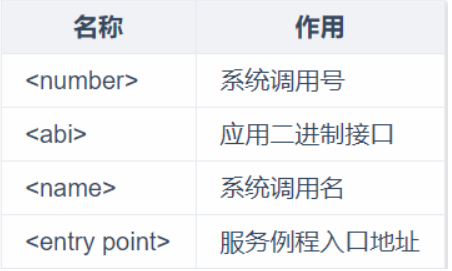 名称 作用
<number> 系统调用号
<abi> 应用二进制接口
<name> 系统调用名
<entry point> 服务例程入口地址